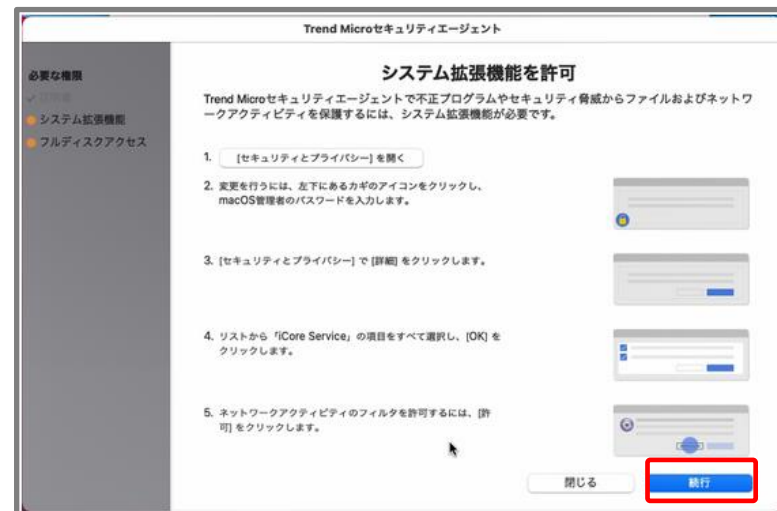 Trend Microセキュリティエージェント
必要な権限
システム拡張機能
フルディスクアクセス
システム拡張機能を許可
Trend Microセキュリティエージェントで不正プログラムやセキュリティ脅威からファイルおよびネットワ
ークアクティビティを保護するには、システム拡張機能が必要です。
1. [セキュリティとプライバシー] を開く
2. 変更を行うには、左下にあるカギのアイコンをクリックし、
macOS管理者のパスワードを入力します。
3. [セキュリティとプライバシー] で [詳細] をクリックします。
4. リストから「iCore Service」の項目をすべて選択し、[OK] を
クリックします。
5. ネットワークアクティビティのフィルタを許可するには、[許
可] をクリックします。
閉じる
続行